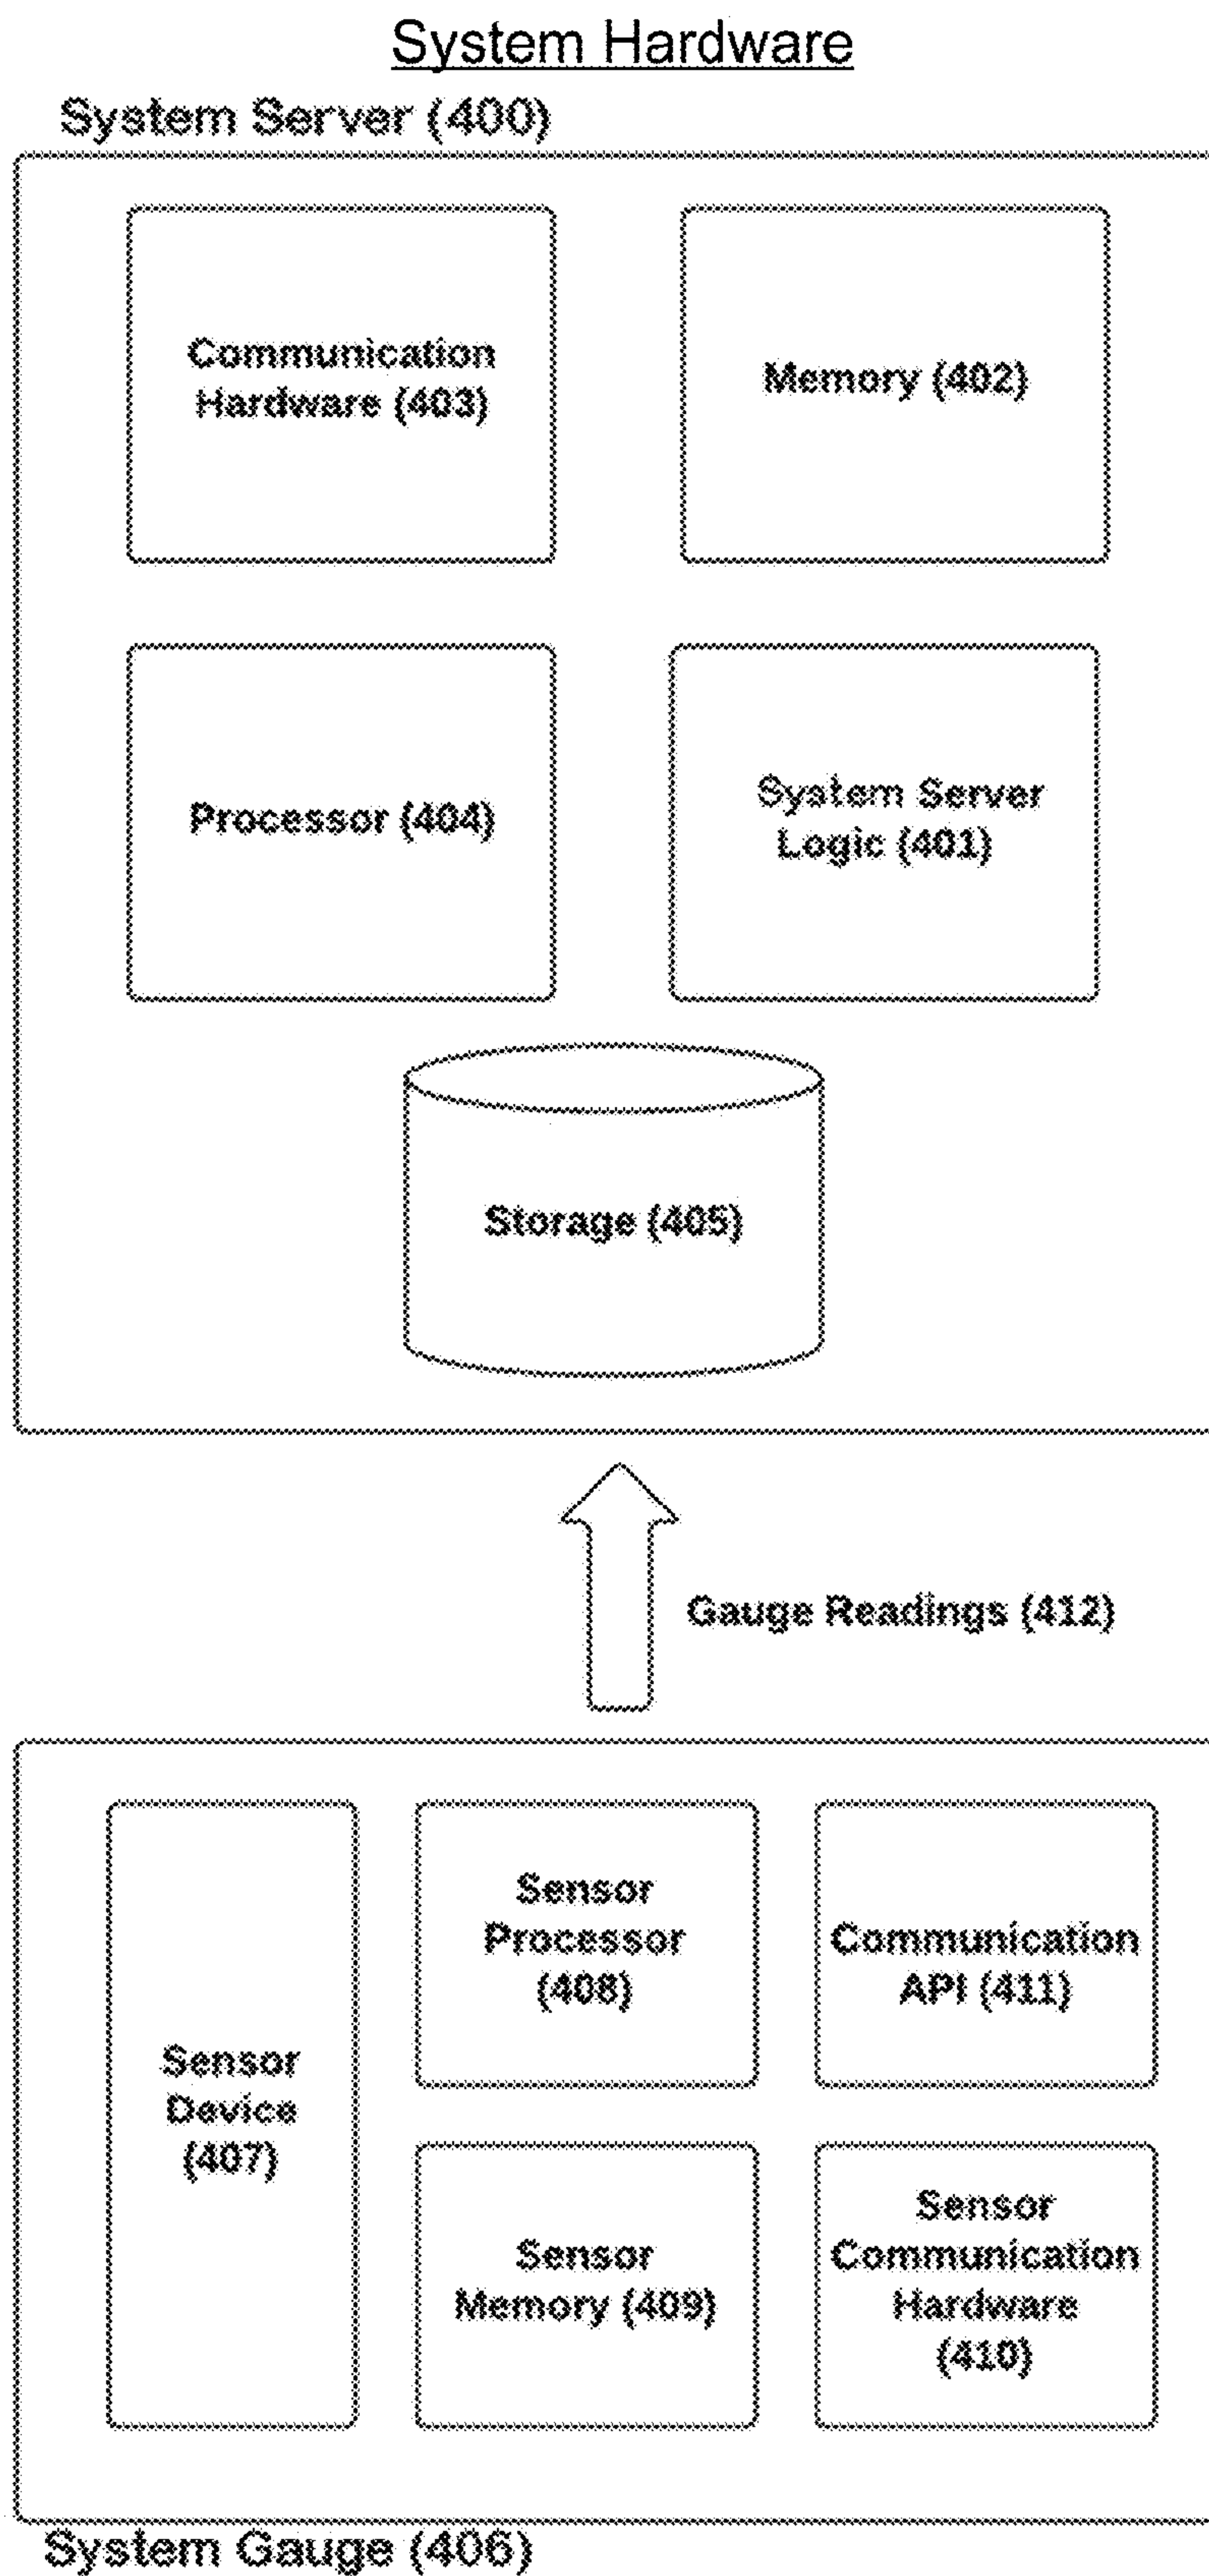 System Hardware
System Server (400)
Communication
Hardware (403)
Memory (402)
Processor (404)
System Server
Logic (401)
Storage (405)
Gauge Readings (412)
Sensor
Device
(407)
Sensor
Processor
(408)
Communication
API (411)
Sensor
Memory (409)
Sensor
Communication
Hardware
(410)
System Gauge (406)